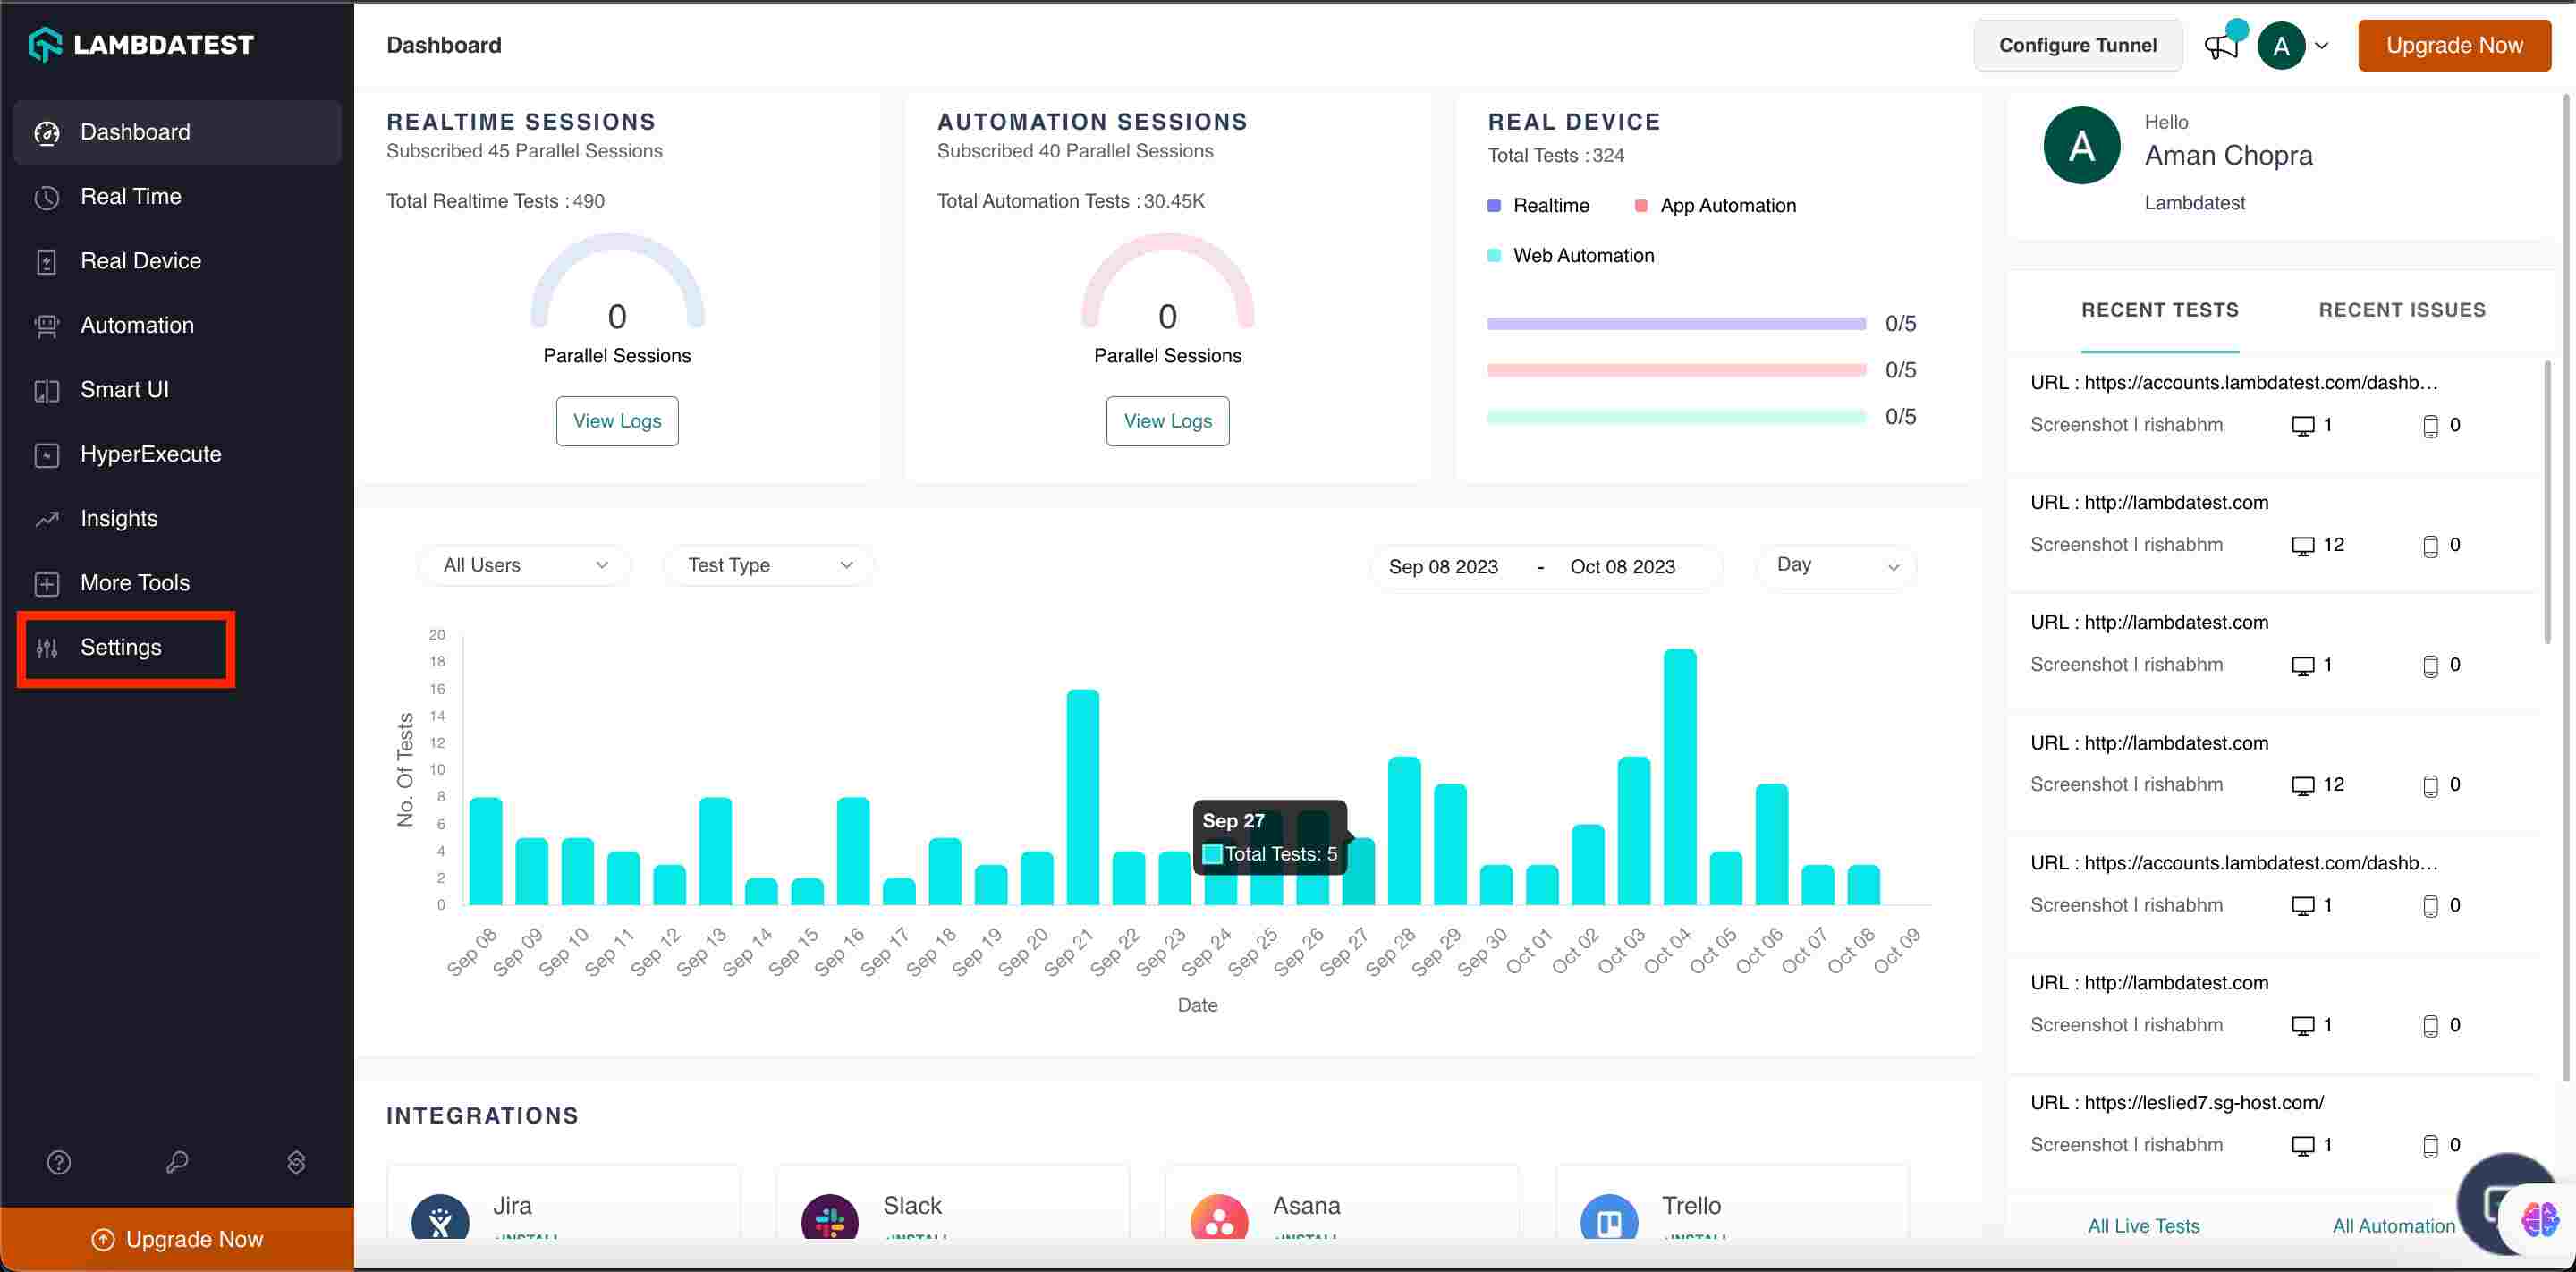 LAMBDATEST
Dashboard
Real Time
Real Device
Automation
Smart UI
HyperExecute
Insights
More Tools
Settings
Upgrade Now
Dashboard
Configure Tunnel
A
Upgrade Now
REALTIME SESSIONS
Subscribed 45 Parallel Sessions
Total Realtime Tests : 490
0
Parallel Sessions
View Logs
AUTOMATION SESSIONS
Subscribed 40 Parallel Sessions
Total Automation Tests : 30.45K
0
Parallel Sessions
View Logs
REAL DEVICE
Total Tests : 324
Realtime
App Automation
Web Automation
0/5
0/5
0/5
All Users
Test Type
Sep 08 2023 - Oct 08 2023
Day
No. Of Tests
20
18
16
14
12
10
8
6
4
2
0
Sep 27
Total Tests: 5
Sep 08
Sep 09
Sep 10
Sep 11
Sep 12
Sep 13
Sep 14
Sep 15
Sep 16
Sep 17
Sep 18
Sep 19
Sep 20
Sep 21
Sep 22
Sep 23
Sep 24
Sep 25
Sep 26
Sep 27
Sep 28
Sep 29
Sep 30
Oct 01
Oct 02
Oct 03
Oct 04
Oct 05
Oct 06
Oct 07
Oct 08
Oct 09
Date
INTEGRATIONS
Jira
+INSTALL
Slack
+INSTALL
Asana
+INSTALL
Trello
+INSTALL
A
Hello
Aman Chopra
Lambdatest
RECENT TESTS
RECENT ISSUES
URL : https://accounts.lambdatest.com/dashb...
Screenshot | rishabhm 1 0
URL : http://lambdatest.com
Screenshot | rishabhm 12 0
URL : http://lambdatest.com
Screenshot | rishabhm 1 0
URL : http://lambdatest.com
Screenshot | rishabhm 12 0
URL : https://accounts.lambdatest.com/dashb...
Screenshot | rishabhm 1 0
URL : http://lambdatest.com
Screenshot | rishabhm 1 0
URL : https://leslied7.sg-host.com/
Screenshot | rishabhm 1 0
All Live Tests
All Automation